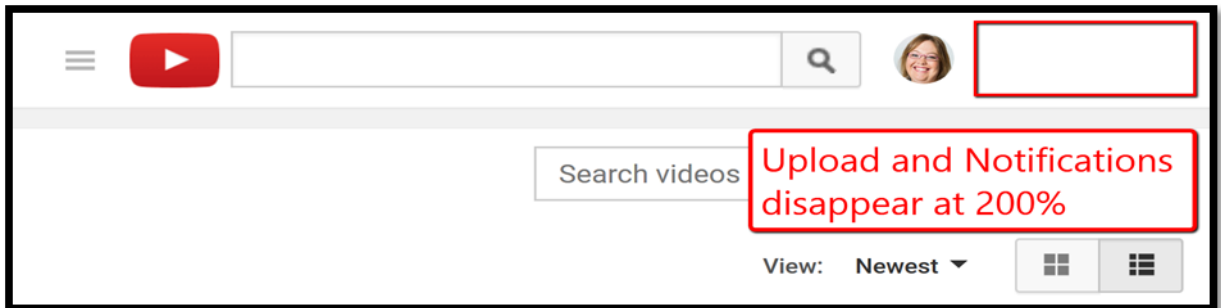 Search videos
Upload and Notifications
disappear at 200%
View: Newest